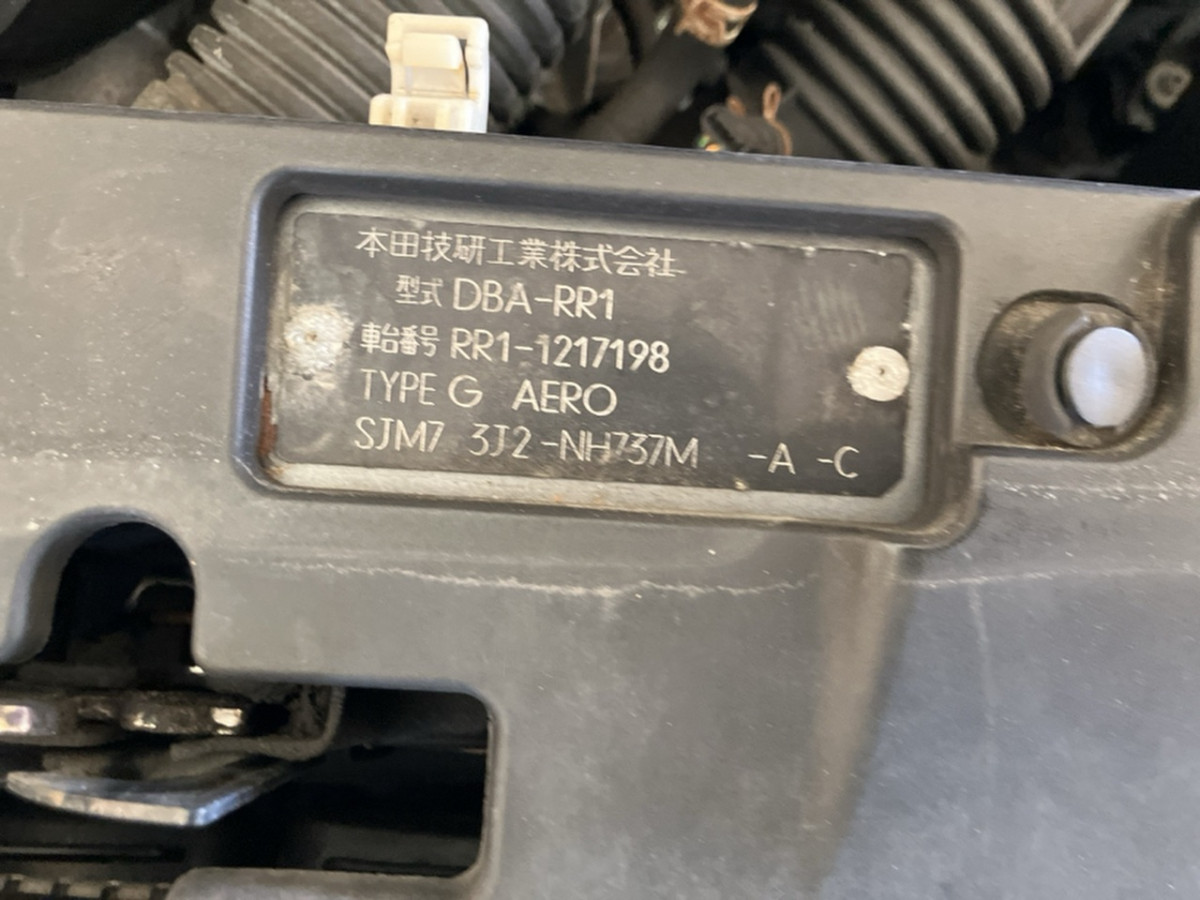 本田技研工業株式会社
型式 DBA-RR1
車台番号 RR1-1217198
TYPE G AERO
SJM7 3J2-NH737M -A -C